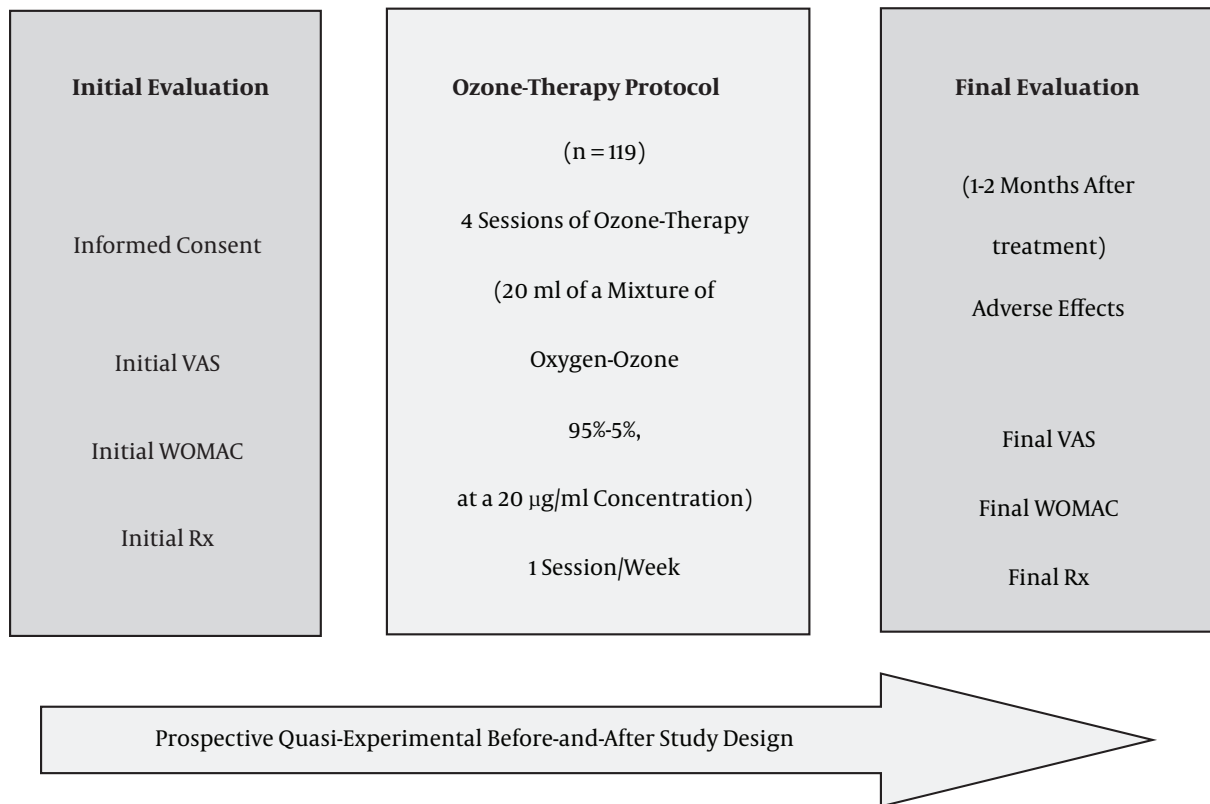 Initial Evaluation
Informed Consent
Initial VAS
Initial WOMAC
Initial Rx
Ozone-Therapy Protocol
(n = 119)
4 Sessions of Ozone-Therapy
(20 ml of a Mixture of
Oxygen-Ozone
95%-5%,
at a 20 μg/ml Concentration)
1 Session/Week
Final Evaluation
(1-2 Months After
treatment)
Adverse Effects
Final VAS
Final WOMAC
Final Rx
Prospective Quasi-Experimental Before-and-After Study Design